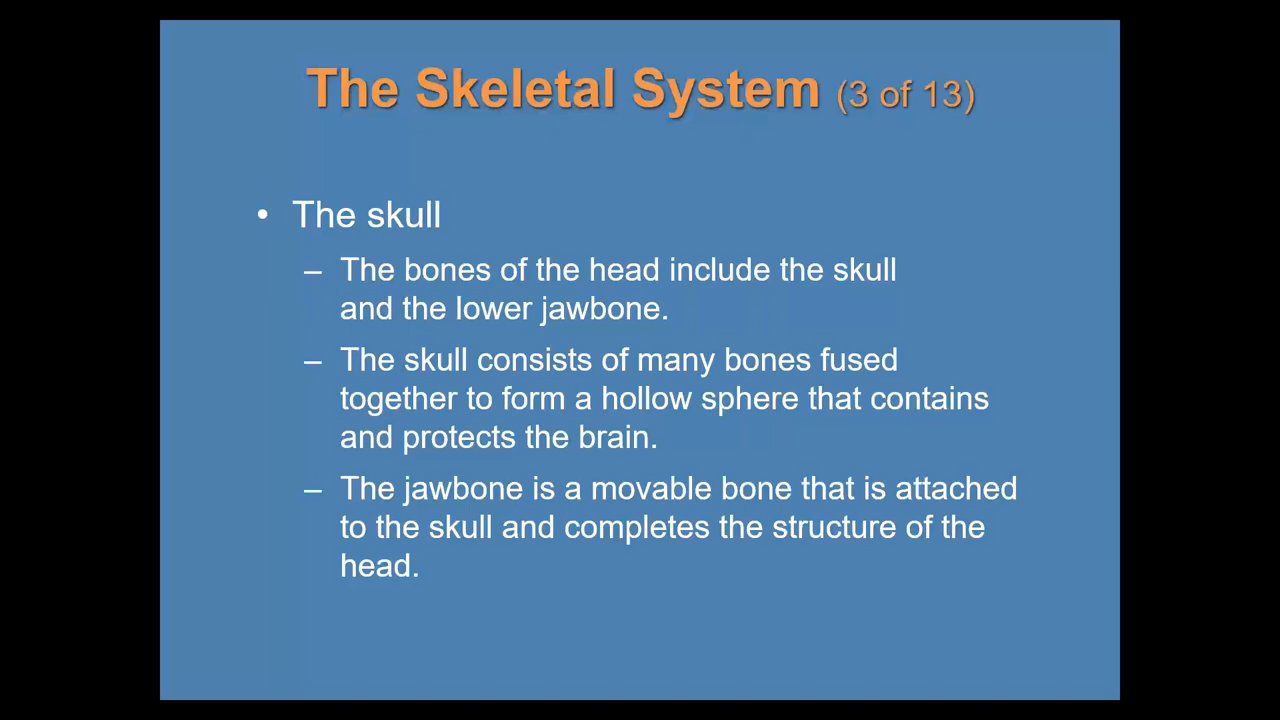 The Skeletal System (3 of 13)
• The skull
– The bones of the head include the skull
and the lower jawbone.
– The skull consists of many bones fused
together to form a hollow sphere that contains
and protects the brain.
– The jawbone is a movable bone that is attached
to the skull and completes the structure of the
head.